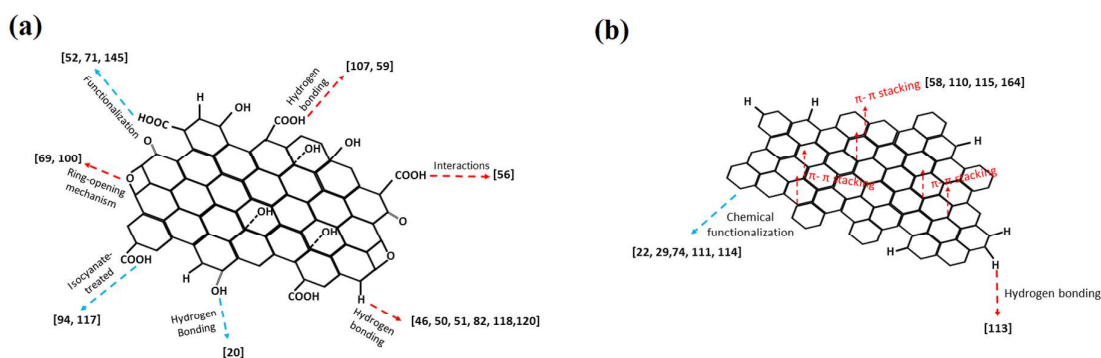 (a)
[52, 71, 145]
Functionalization
HOOC
H
OH
COOH
Hydrogen
bonding
[107, 59]
O
[69, 100]
Ring-opening
mechanism
O
OH
OH
COOH
Interactions
[56]
O
OH
OH
OH
O
COOH
Isocyanate-
treated
[94, 117]
H
OH
Hydrogen
Bonding
[20]
COOH
H
Hydrogen
bonding
[46, 50, 51, 82, 118,120]
(b)
π- π stacking
[58, 110, 115, 164]
H
H
H
π- π stacking
π- π stacking
H
Chemical
functionalization
[22, 29,74, 111, 114]
H
H
H
Hydrogen bonding
[113]